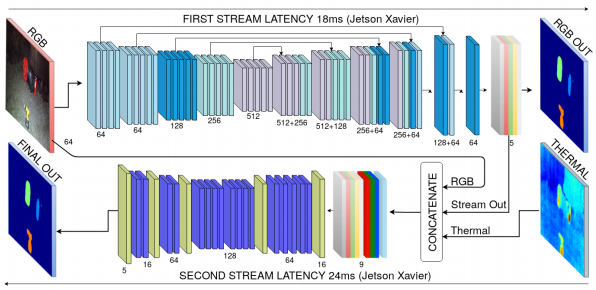 FIRST STREAM LATENCY 18ms (Jetson Xavier)
RGB
RGB OUT
64
64
128
256
512
512+256
512+128
256+64
256+64
128+64
64
5
64
FINAL OUT
THERMAL
CONCATENATE
RGB
Stream Out
Thermal
5
16
64
128
64
16
9
SECOND STREAM LATENCY 24ms (Jetson Xavier)